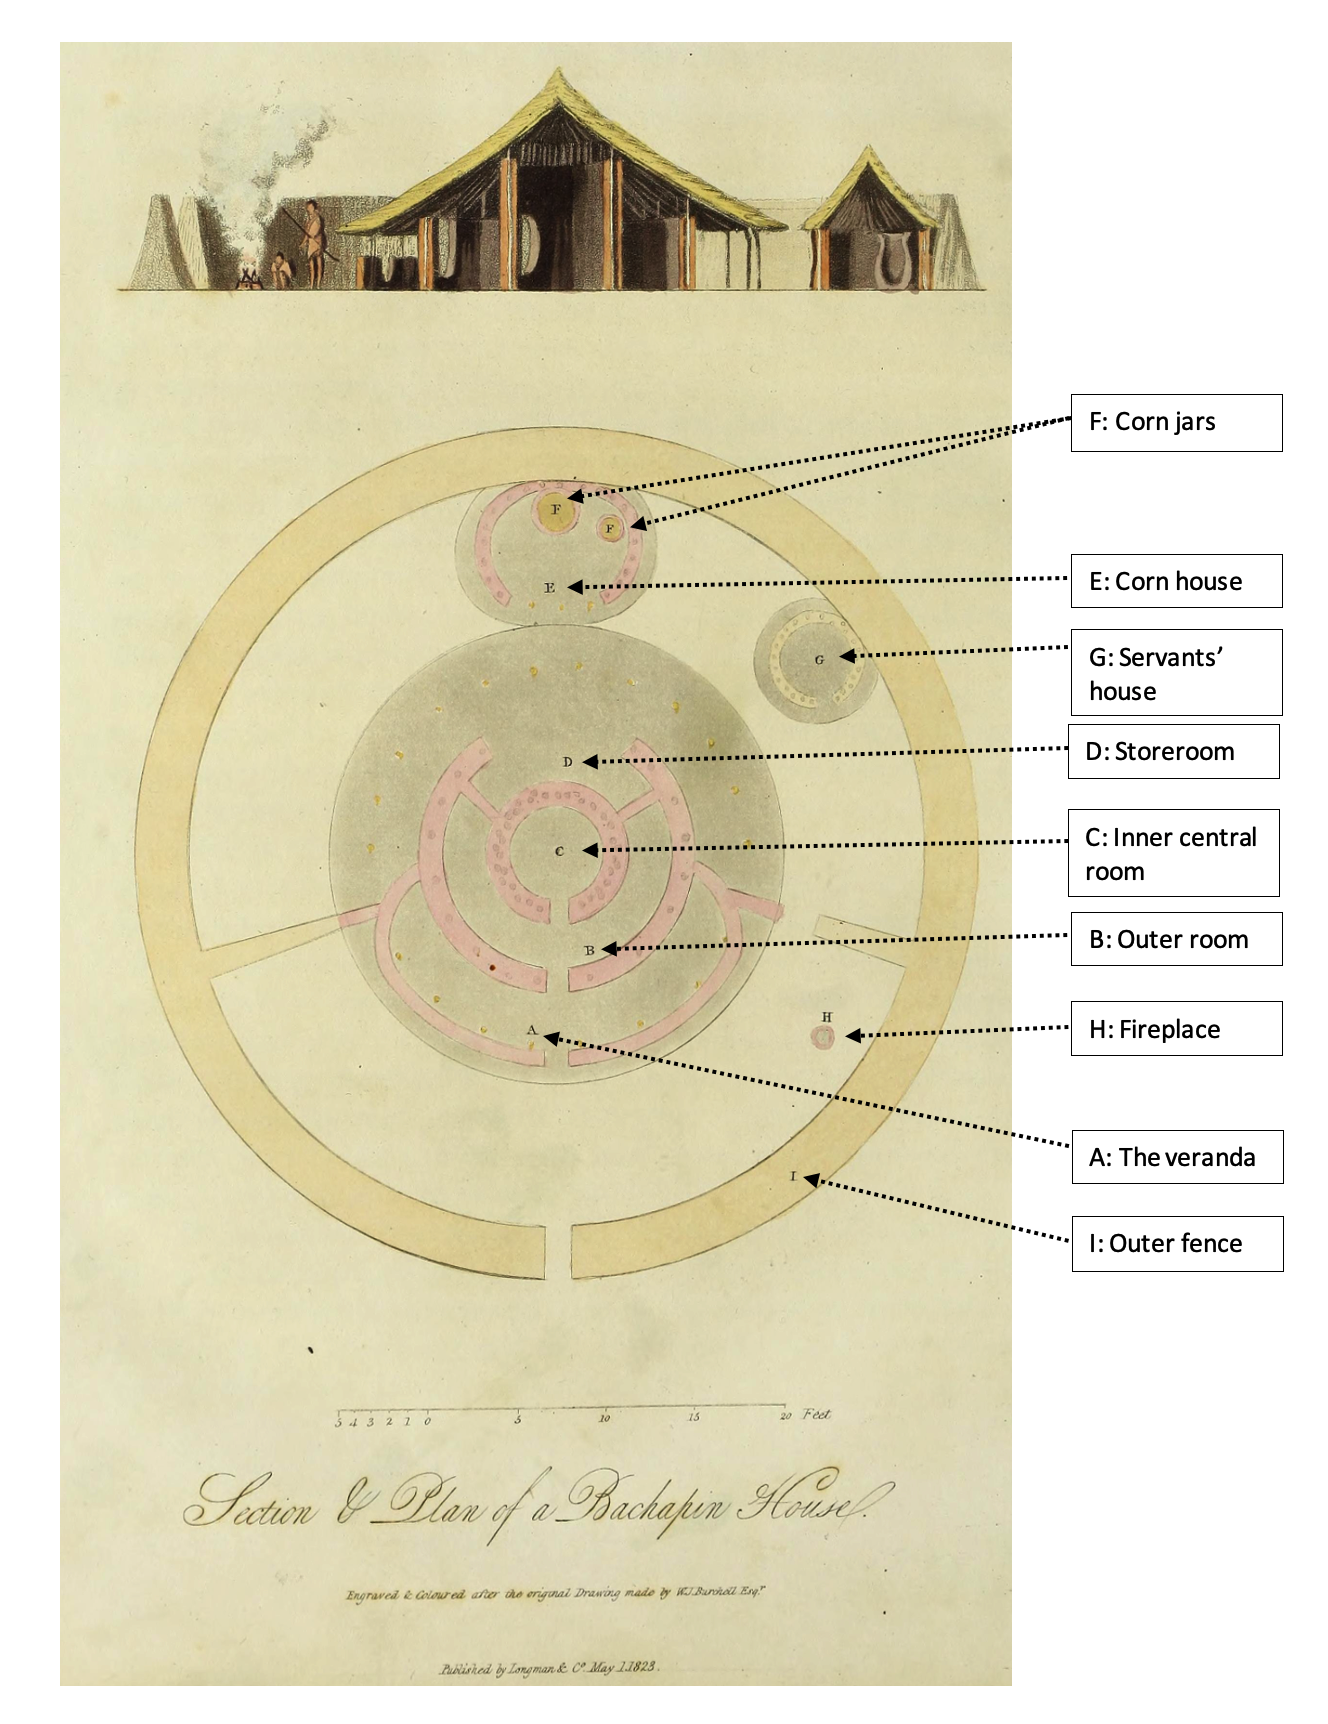 F: Corn jars
F
F
E
E: Corn house
G
G: Servants’
house
D
D: Storeroom
C
C: Inner central
room
B
B: Outer room
H
H: Fireplace
A
A: The veranda
I
I: Outer fence
5 4 3 2 1 0 5 10 15 20 Feet
Section & Plan of a Bachapin House.
Engraved & Coloured after the original Drawing made by W.J. Burchell Esqr.
Published by Longman & Co. May 1.1823.